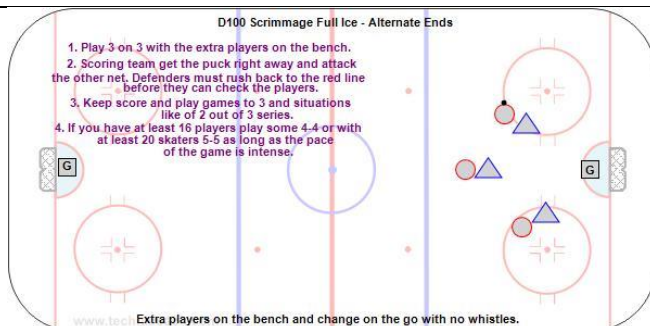 D100 Scrimmage Full Ice - Alternate Ends
1. Play 3 on 3 with the extra players on the bench.
2. Scoring team get the puck right away and attack
the other net. Defenders must rush back to the red line
before they can check the players.
3. Keep score and play games to 3 and situations
like of 2 out of 3 series.
4. If you have at least 16 players play some 4-4 or with
at least 20 skaters 5-5 as long as the pace
of the game is intense.
G
G
Extra players on the bench and change on the go with no whistles.